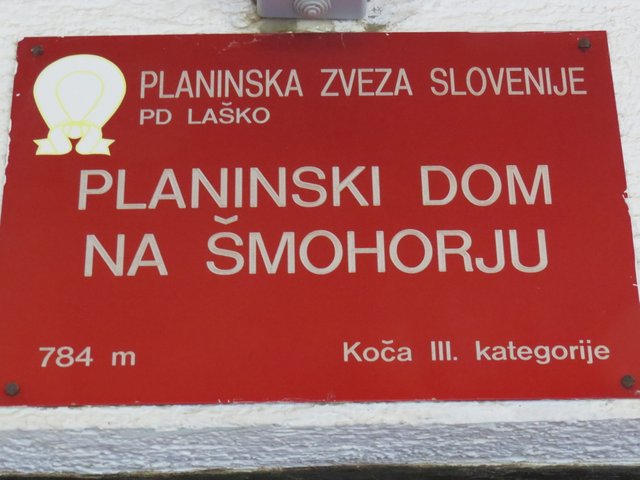 PLANINSKA ZVEZA SLOVENIJE
PD LAŠKO
PLANINSKI DOM
NA ŠMOHORJU
784 m
Koča III. kategorije